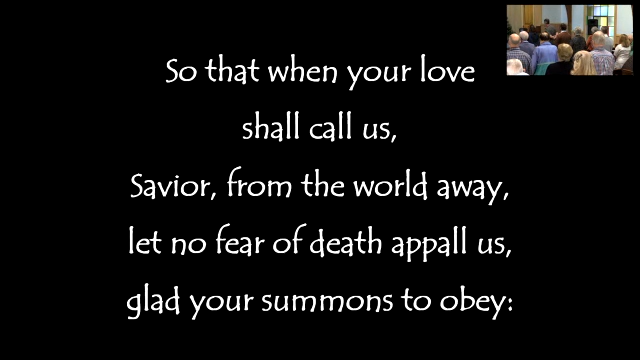 So that when your love
shall call us,
Savior, from the world away,
let no fear of death appall us,
glad your summons to obey: